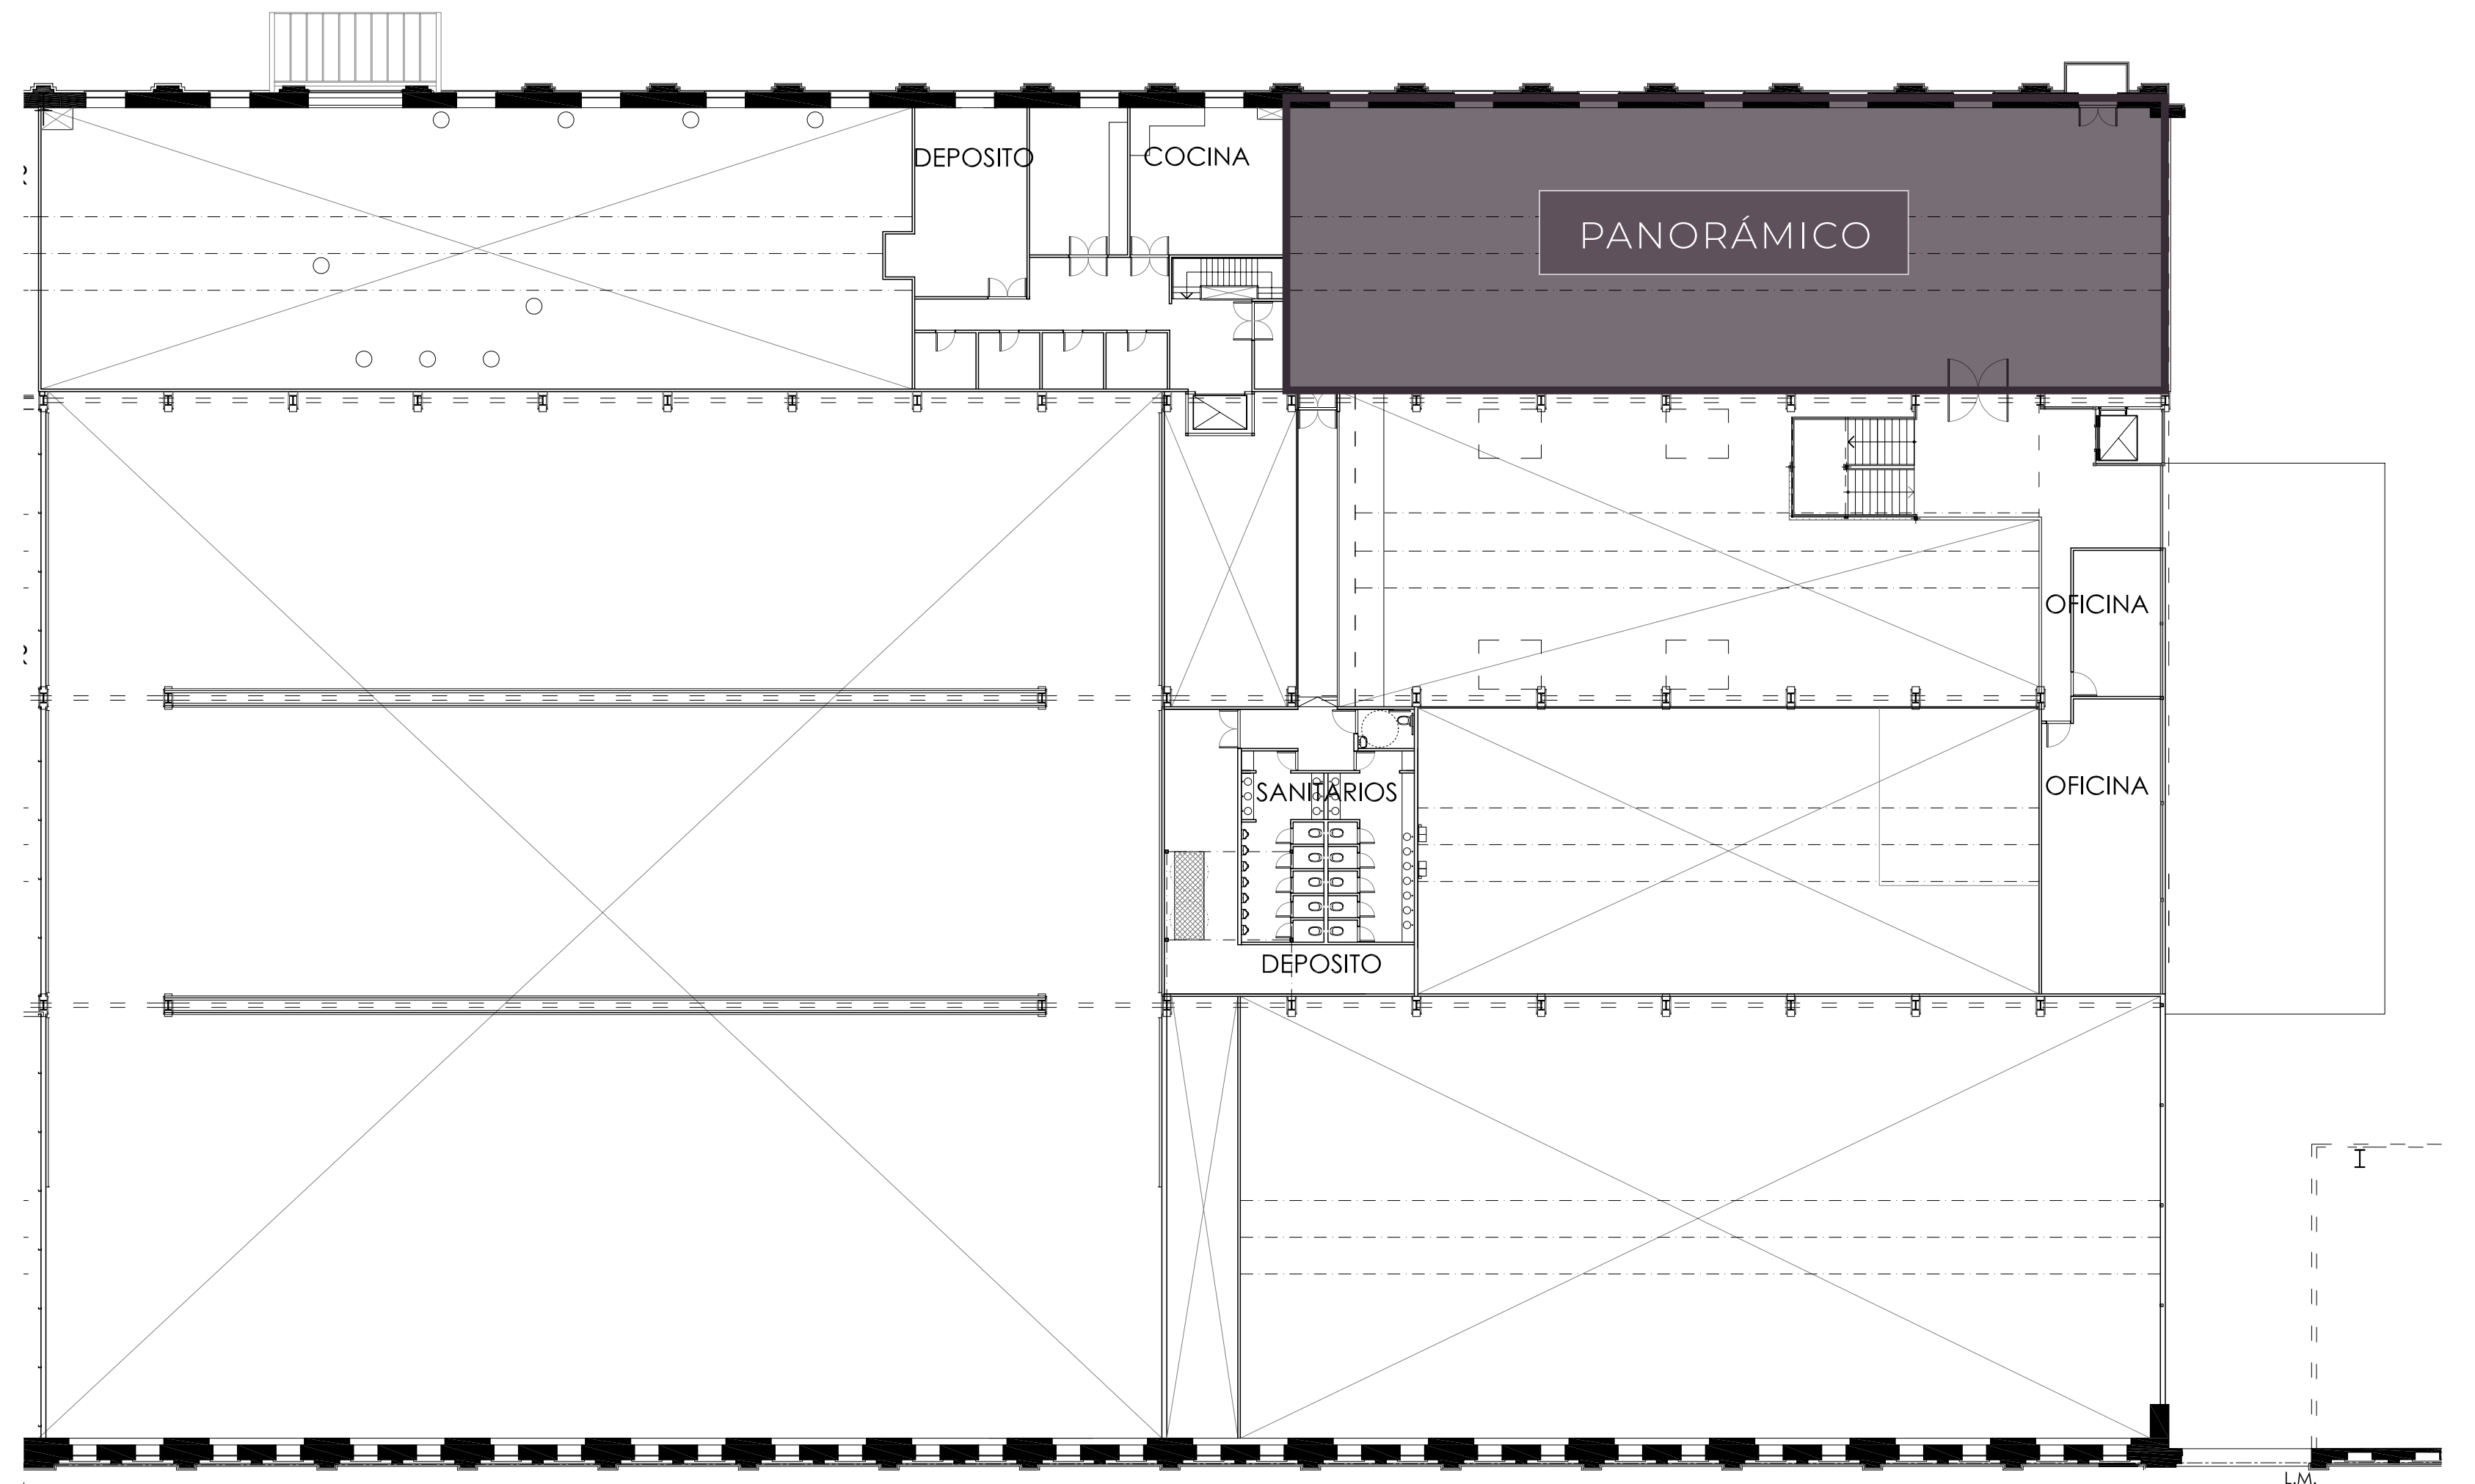 DEPOSITO
COCINA
PANORÁMICO
OFICINA
OFICINA
SANITARIOS
DEPOSITO
L.M.